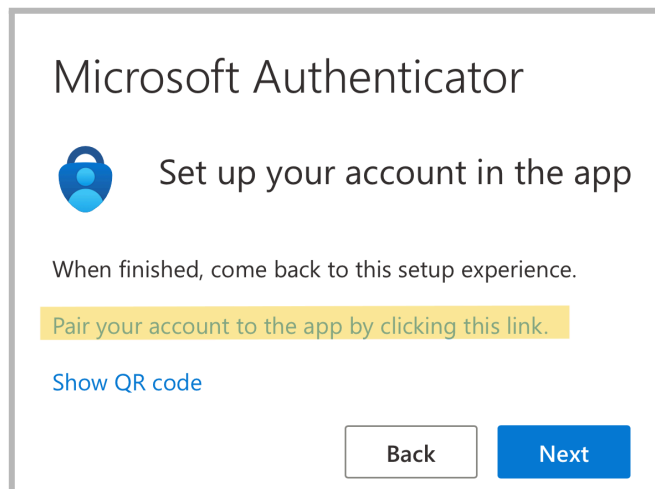 Microsoft Authenticator
Set up your account in the app
When finished, come back to this setup experience.
Pair your account to the app by clicking this link.
Show QR code
Back
Next